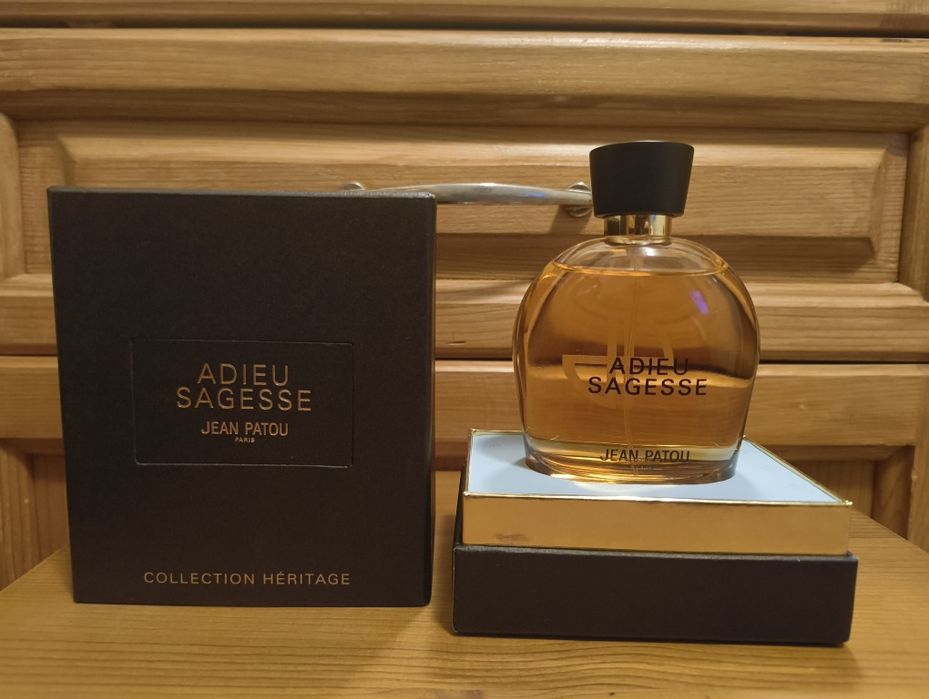 ADIEU
SAGESSE
JEAN PATOU
PARIS
COLLECTION HÉRITAGE
ADIEU
SAGESSE
JEAN PATOU